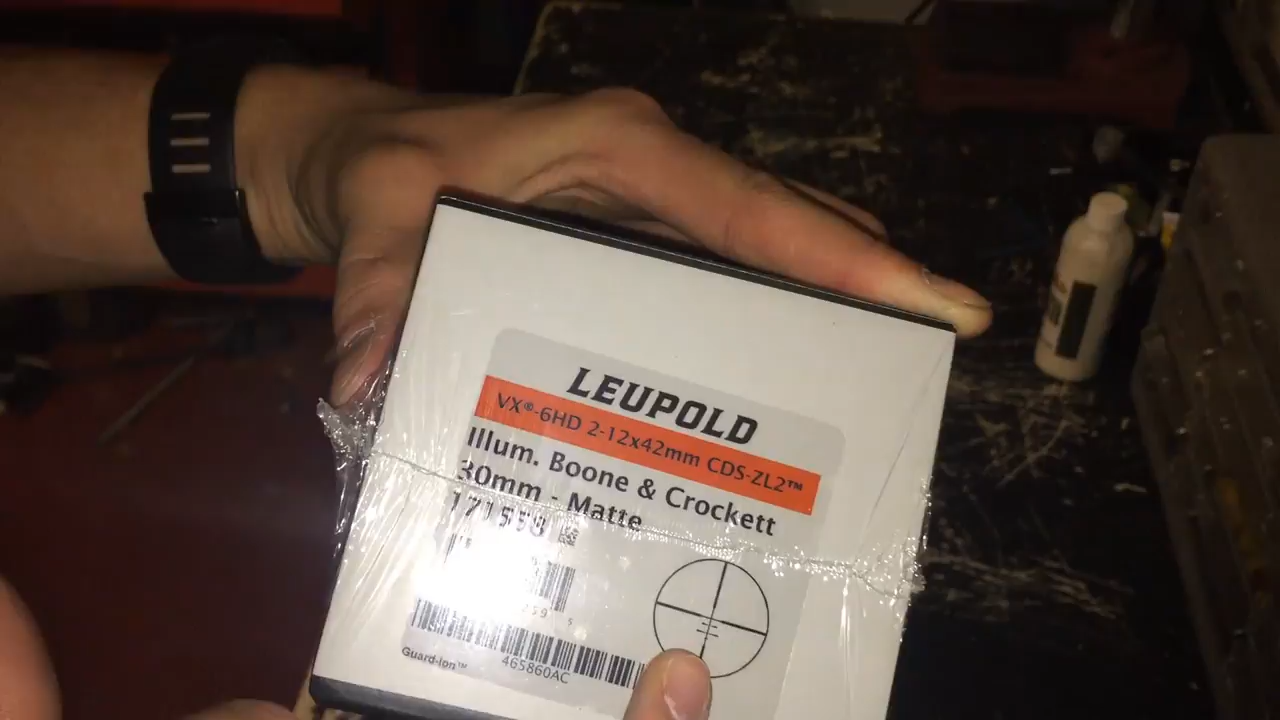 LEUPOLD
VX®-6HD 2-12x42mm CDS-ZL2™
Illum. Boone & Crockett
30mm - Matte
465860AC
Guard-ion™